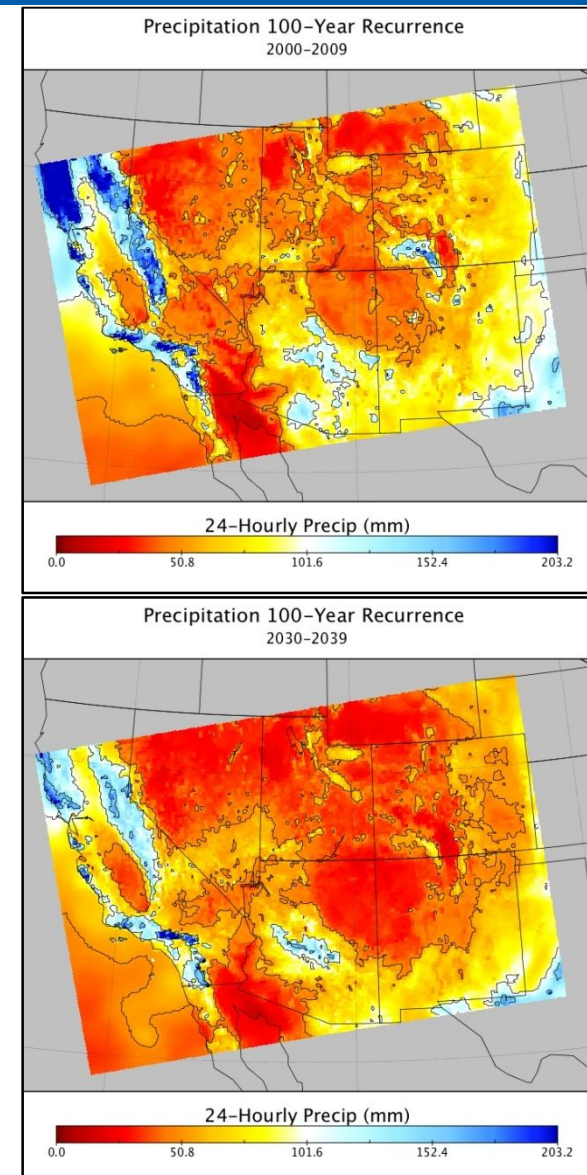 Precipitation 100-Year Recurrence
2000-2009
24-Hourly Precip (mm)
0.0 50.8 101.6 152.4 203.2
Precipitation 100-Year Recurrence
2030-2039
24-Hourly Precip (mm)
0.0 50.8 101.6 152.4 203.2